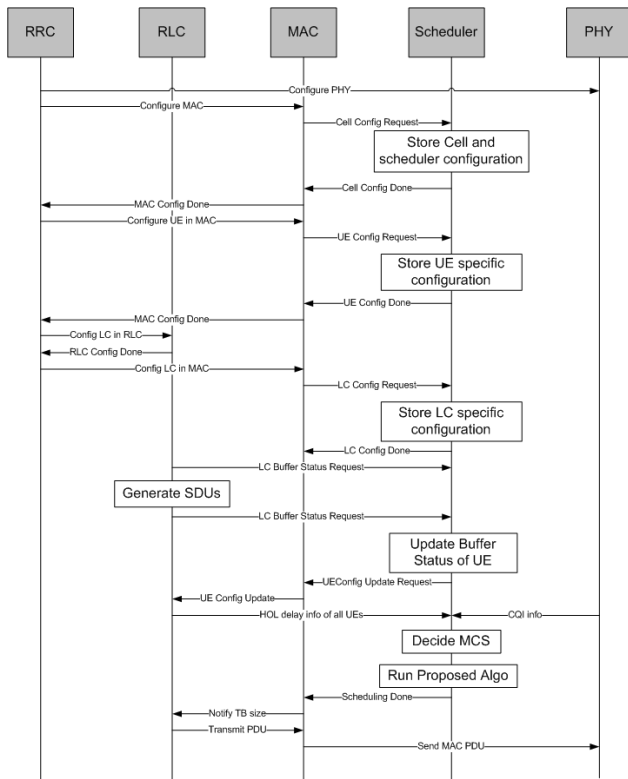 RRC
RLC
MAC
Scheduler
PHY
Configure PHY
Configure MAC
Cell Config Request
Store Cell and
scheduler configuration
Cell Config Done
MAC Config Done
Configure UE in MAC
UE Config Request
Store UE specific
configuration
UE Config Done
MAC Config Done
Config LC in RLC
RLC Config Done
Config LC in MAC
LC Config Request
Store LC specific
configuration
LC Config Done
LC Buffer Status Request
Generate SDUs
LC Buffer Status Request
Update Buffer
Status of UE
UEConfig Update Request
UE Config Update
HOL delay info of all UEs
CQI info
Decide MCS
Run Proposed Algo
Scheduling Done
Notify TB size
Transmit PDU
Send MAC PDU